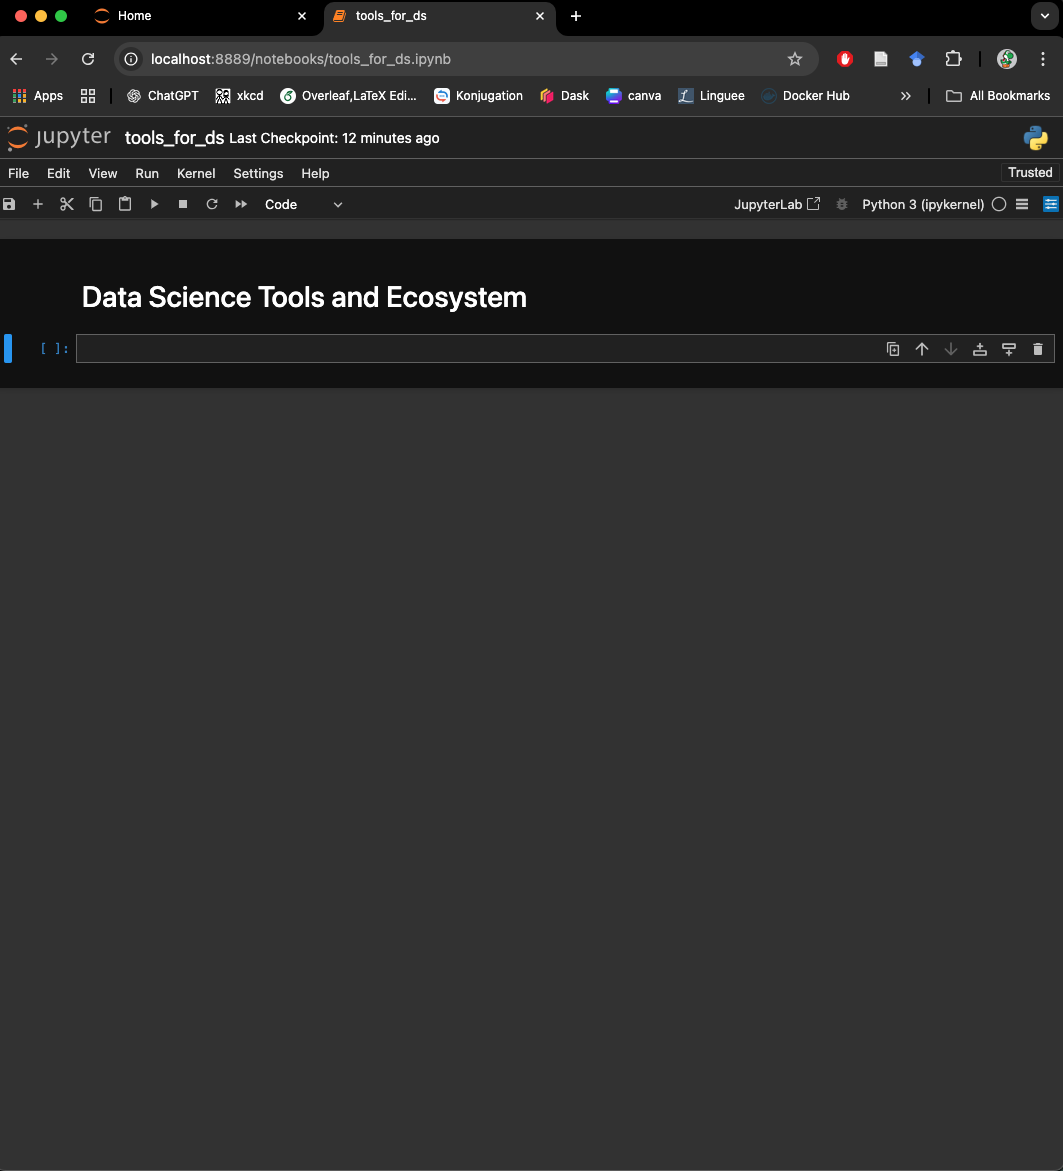 Home
tools_for_ds
localhost:8889/notebooks/tools_for_ds.ipynb
Apps ChatGPT xkcd Overleaf,LaTeX Edi... Konjugation Dask canva Linguee Docker Hub All Bookmarks
jupyter tools_for_ds Last Checkpoint: 12 minutes ago
File Edit View Run Kernel Settings Help Trusted
Code JupyterLab Python 3 (ipykernel)
Data Science Tools and Ecosystem
[ ]: